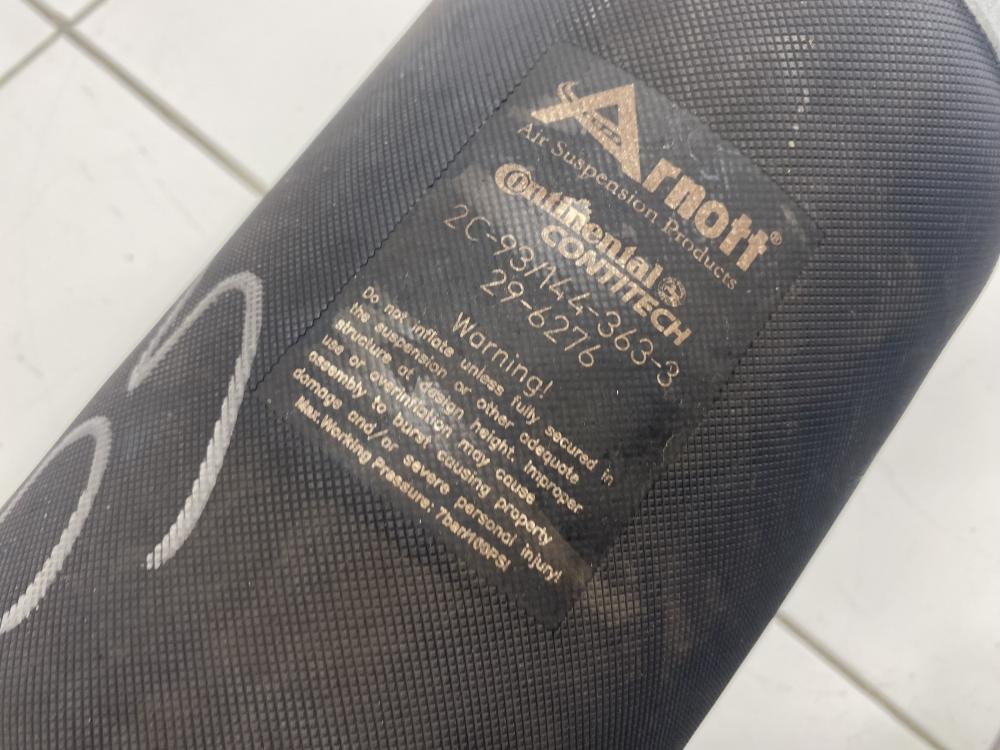 Arnott®
Air Suspension Products
Continental
CONTITECH
2C-93/144-363-3
29-6276
Warning!
Do not inflate unless fully secured in
the suspension or other adequate
structure at design height. Improper
use or overinflation may cause
assembly to burst causing property
damage and/or severe personal injury!
Max.Working Pressure: 7bar/100PSI